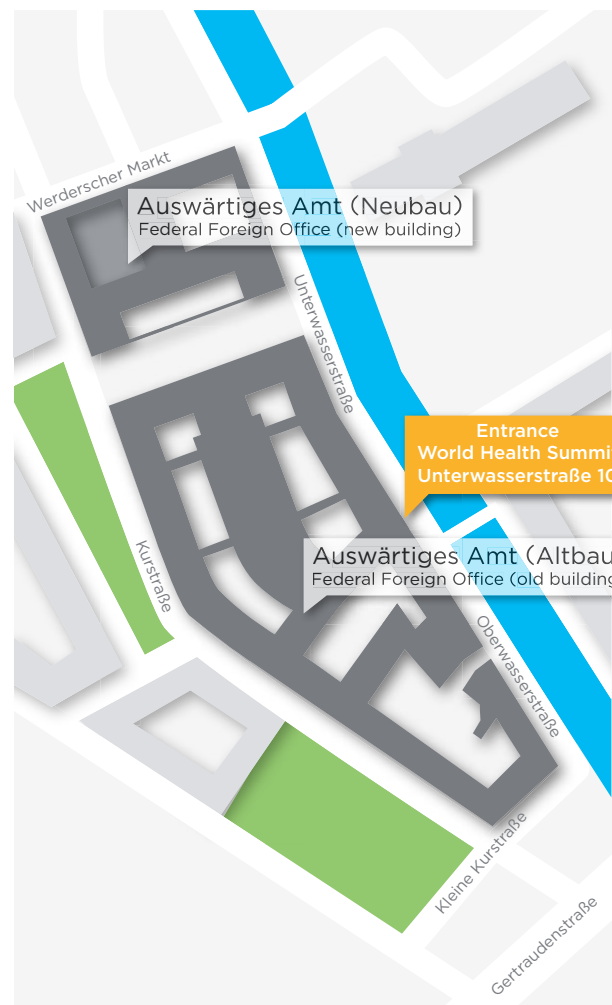 Werderscher Markt
Auswärtiges Amt (Neubau)
Federal Foreign Office (new building)
Unterwasserstraße
Entrance
World Health Summi
Unterwasserstraße 10
Kurstraße
Auswärtiges Amt (Altbau
Federal Foreign Office (old building
Oberwasserstraße
Kleine Kurstraße
Gertraudenstraße